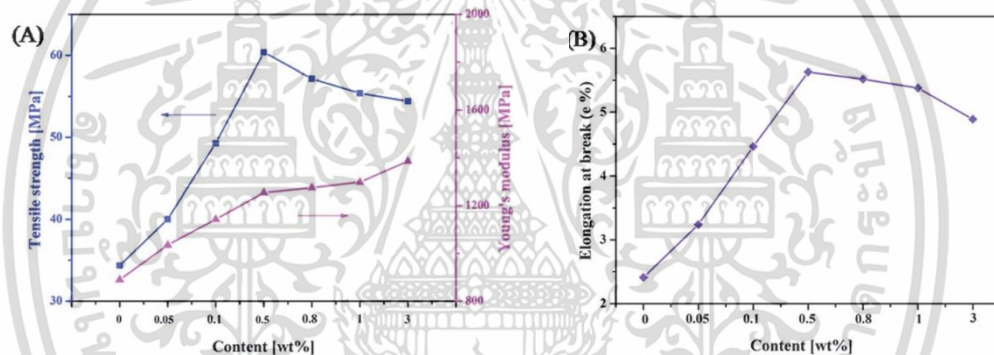 (A)
Tensile strength [MPa]
60
50
40
30
2000
1600
1200
800
Young's modulus [MPa]
0 0.05 0.1 0.5 0.8 1 3
Content [wt%]
(B)
Elongation at break (e %)
6
5
4
3
2
0 0.05 0.1 0.5 0.8 1 3
Content [wt%]